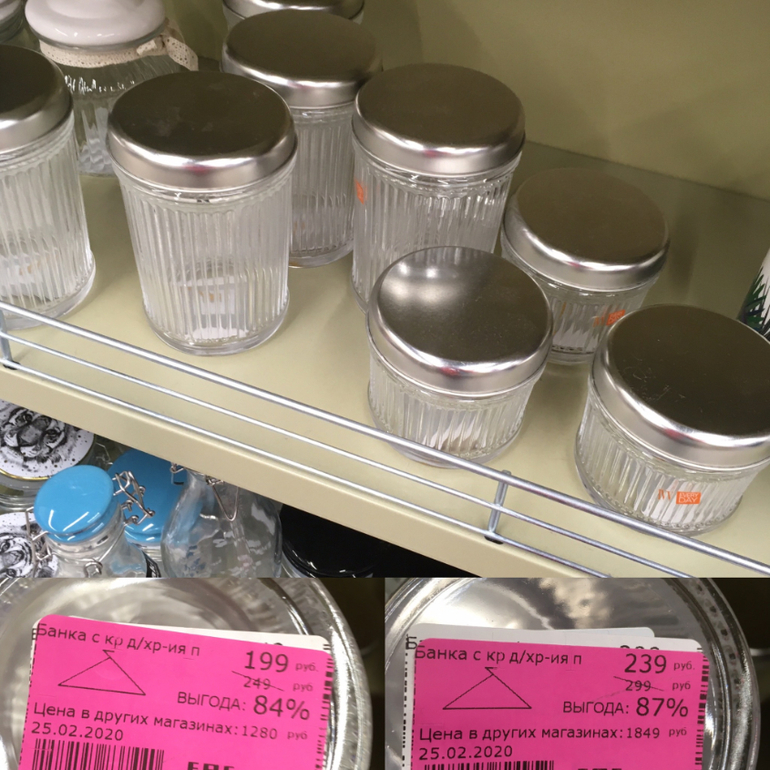 Банка с кр д/хр-ия п
199 руб.
249 руб
ВЫГОДА: 84%
Цена в других магазинах: 1280 руб
25.02.2020
Банка с кр д/хр-ия п
239 руб.
299 руб
ВЫГОДА: 87%
Цена в других магазинах: 1849 руб
25.02.2020